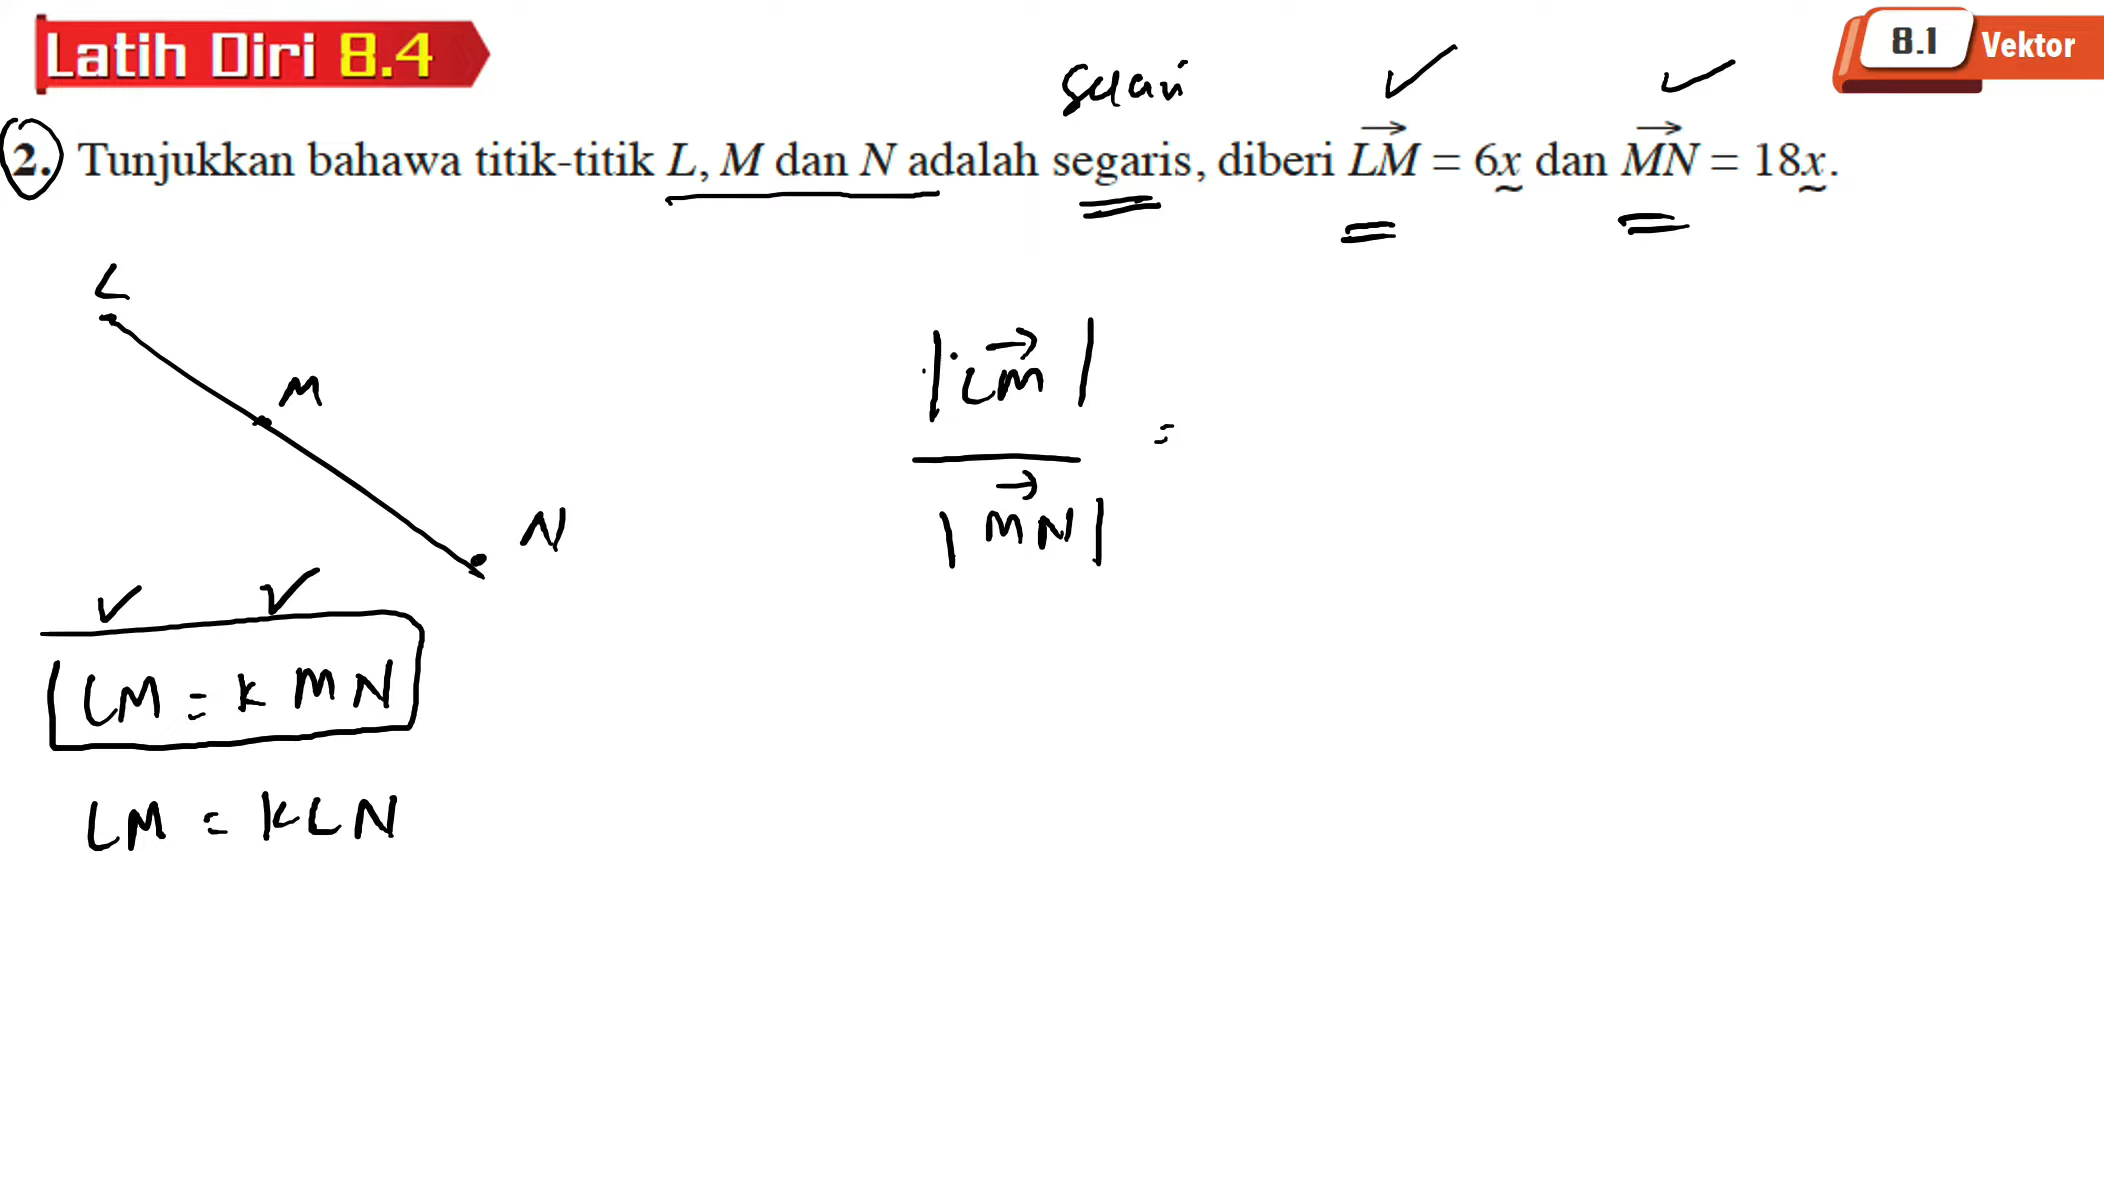 Latih Diri 8.4
8.1 Vektor
selari
2. Tunjukkan bahawa titik-titik L, M dan N adalah segaris, diberi LM = 6x dan MN = 18x.
L
M
N
|LM|
=
|MN|
LM = k MN
LM = k LN